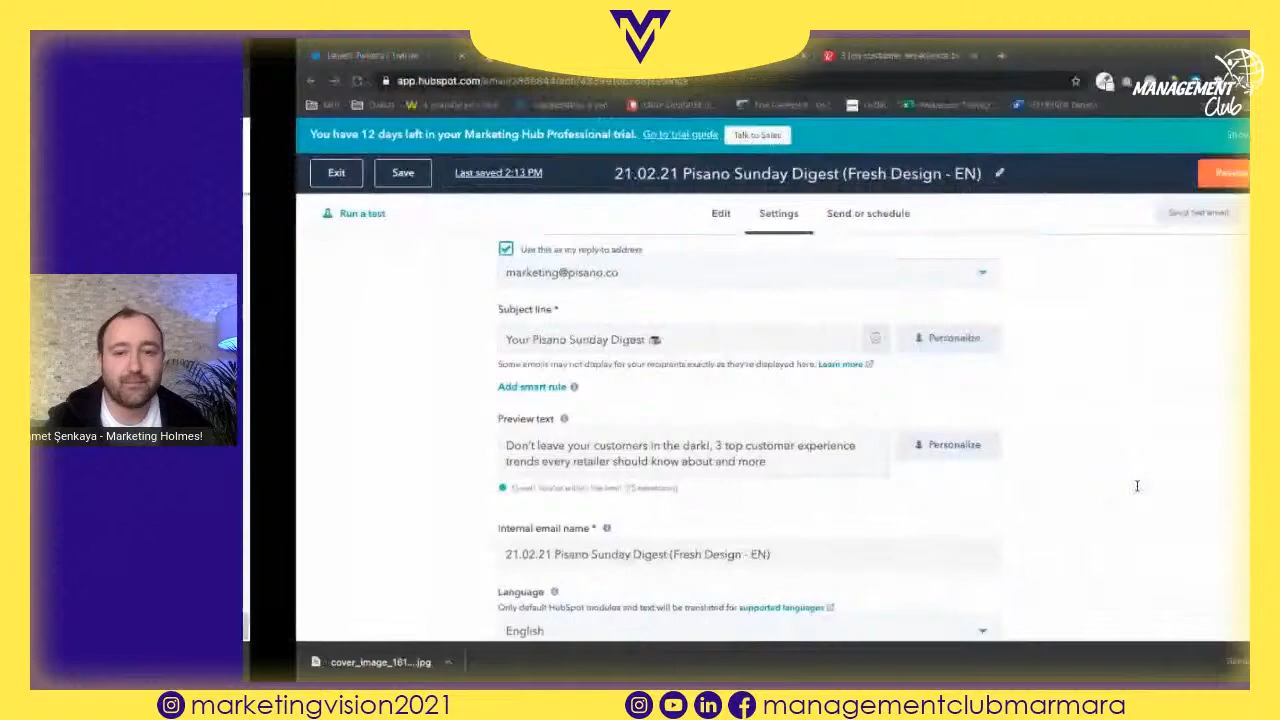 MANAGEMENT
Club
app.hubspot.com
You have 12 days left in your Marketing Hub Professional trial. Go to trial guide Talk to Sales
Exit Save Last saved 2:13 PM 21.02.21 Pisano Sunday Digest (Fresh Design - EN)
Run a test Edit Settings Send or schedule Send test email
Use this as my reply-to address
marketing@pisano.co
Subject line *
Your Pisano Sunday Digest
Personalize
Some emojis may not display for your recipients exactly as they're displayed here. Learn more
Add smart rule
Preview text
Don't leave your customers in the dark!, 3 top customer experience
trends every retailer should know about and more
Personalize
Internal email name *
21.02.21 Pisano Sunday Digest (Fresh Design - EN)
Language
Only default HubSpot modules and text will be translated for supported languages
English
cover_image_161....jpg
met Şenkaya - Marketing Holmes!
marketingvision2021
managementclubmarmara